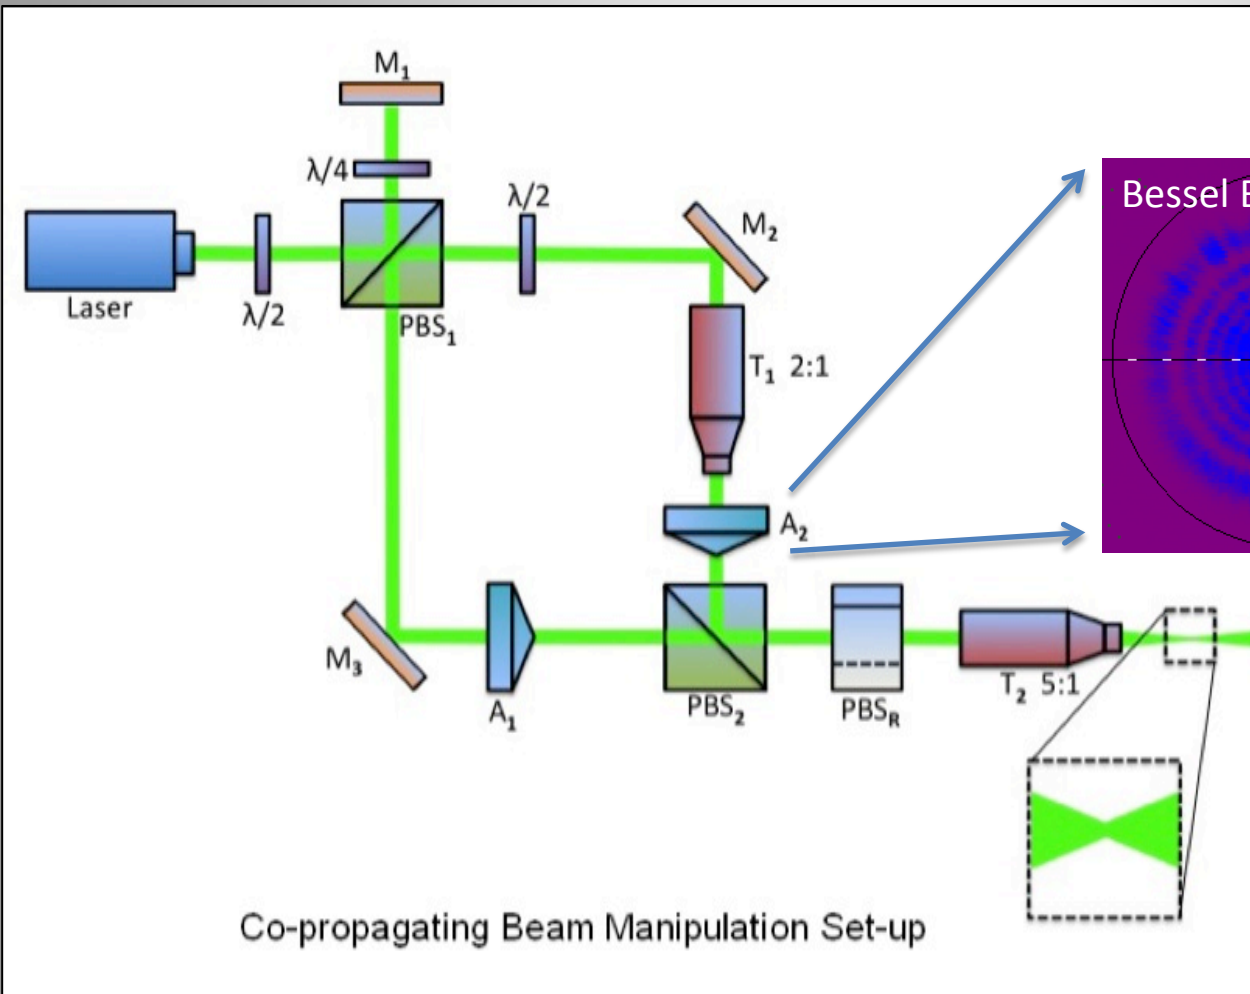 M₁
λ/4
λ/2
M₂
Bessel
Laser
λ/2
PBS₁
T₁ 2:1
A₂
M₃
A₁
PBS₂
PBS_R
T₂ 5:1
Co-propagating Beam Manipulation Set-up